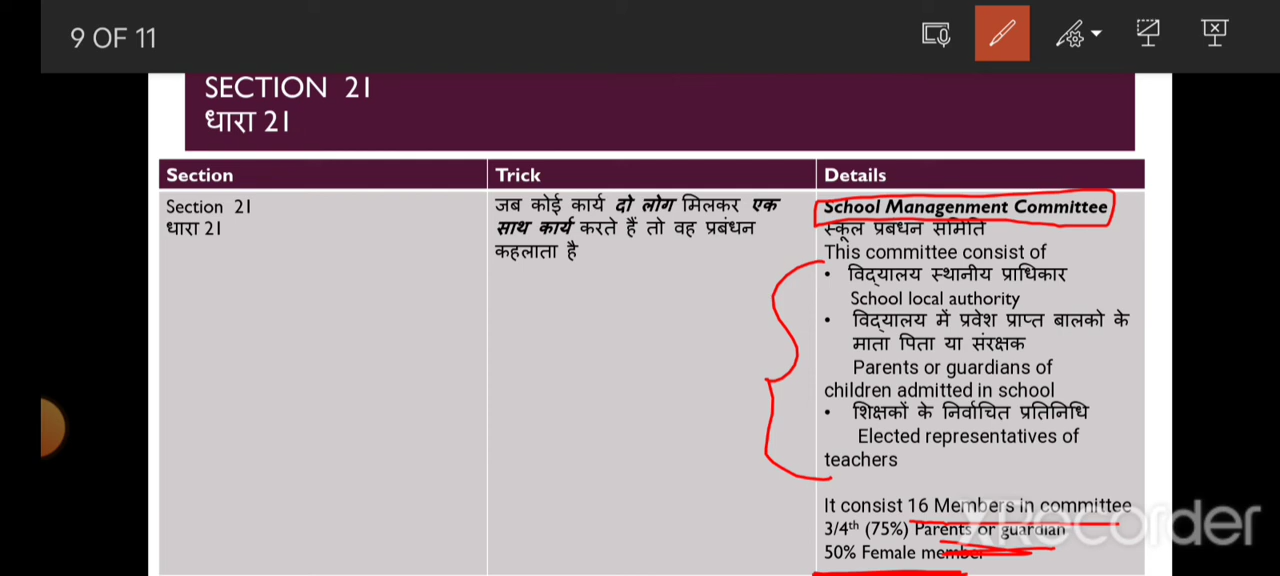 9 OF 11
SECTION 21
धारा 21
Section
Trick
Details
Section 21
धारा 21
जब कोई कार्य दो लोग मिलकर एक
साथ कार्य करते हैं तो वह प्रबंधन
कहलाता है
School Managenment Committee
स्कूल प्रबंधन समिति
This committee consist of
• विद्यालय स्थानीय प्राधिकार
School local authority
• विद्यालय में प्रवेश प्राप्त बालको के
माता पिता या संरक्षक
Parents or guardians of
children admitted in school
• शिक्षकों के निर्वाचित प्रतिनिधि
Elected representatives of
teachers
It consist 16 Members in committee
3/4th (75%) Parents or guardian
50% Female member
XRecorder